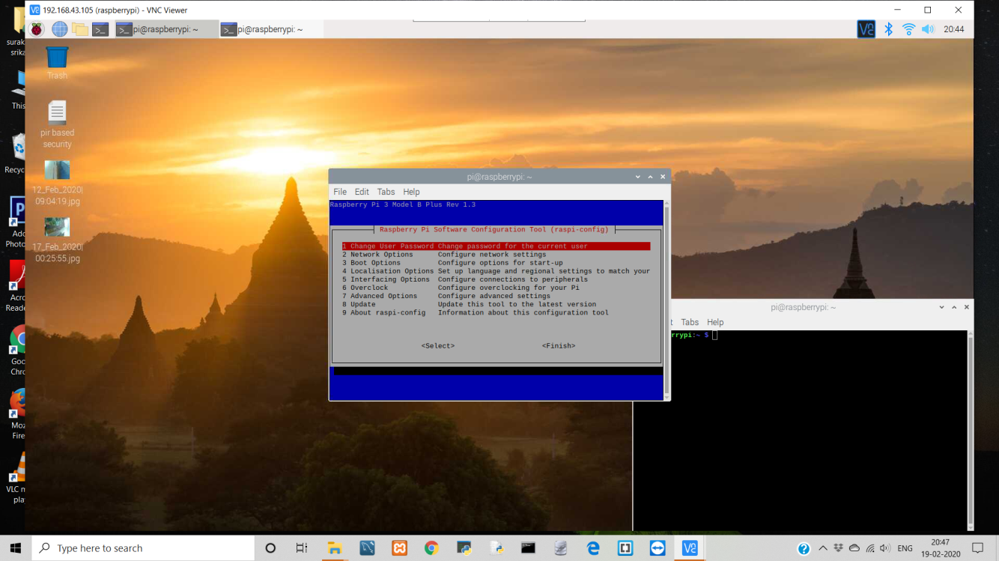 192.168.43.105 (raspberrypi) - VNC Viewer
pi@raspberrypi: ~
pi@raspberrypi: ~
20:44
Trash
pir based
security
12_Feb_2020|
09:04:19.jpg
17_Feb_2020|
00:25:55.jpg
surak
srika
This
Recyc
Ado
Photo
Acro
Reade
Goo
Chro
Moz
Firef
VLC m
pla
pi@raspberrypi: ~
File Edit Tabs Help
Raspberry Pi 3 Model B Plus Rev 1.3
Raspberry Pi Software Configuration Tool (raspi-config)
1 Change User Password Change password for the current user
2 Network Options Configure network settings
3 Boot Options Configure options for start-up
4 Localisation Options Set up language and regional settings to match your
5 Interfacing Options Configure connections to peripherals
6 Overclock Configure overclocking for your Pi
7 Advanced Options Configure advanced settings
8 Update Update this tool to the latest version
9 About raspi-config Information about this configuration tool
<Select> <Finish>
pi@raspberrypi: ~
t Tabs Help
rrypi:~ $
Type here to search
ENG
20:47
19-02-2020